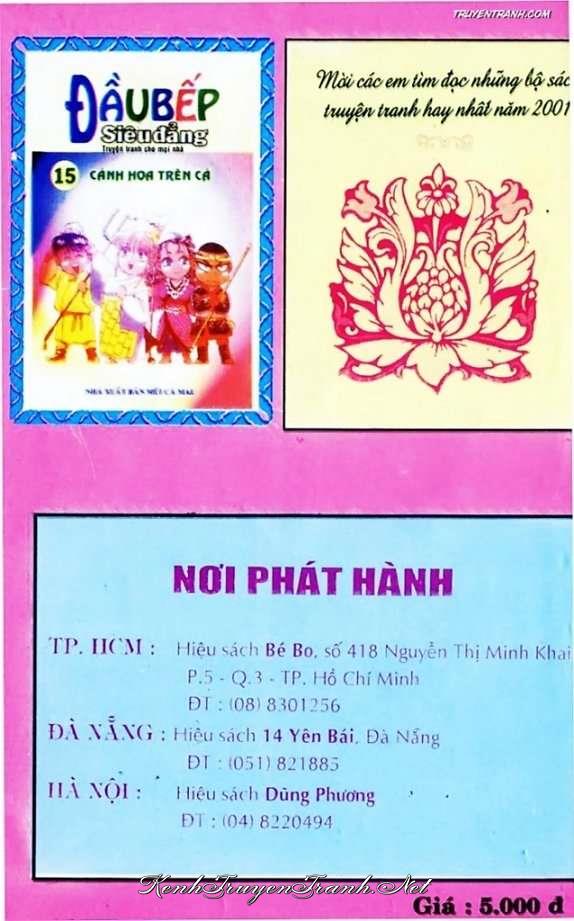 TRUYENTRANH.COM
ĐẦU BẾP
Siêu đẳng
Truyện tranh cho mọi nhà
15 CÁNH HOA TRÊN CÁ
NHÀ XUẤT BẢN MŨI CÀ MAU
Mời các em tìm đọc những bộ sác
truyện tranh hay nhất năm 2001
NƠI PHÁT HÀNH
TP. HCM : Hiệu sách Bé Bo, số 418 Nguyễn Thị Minh Khai
P.5 - Q.3 - TP. Hồ Chí Minh
ĐT : (08) 8301256
ĐÀ NẴNG : Hiệu sách 14 Yên Bái, Đà Nẵng
ĐT : (051) 821885
HÀ NỘI : Hiệu sách Dũng Phương
ĐT : (04) 8220494
KenhTruyenTranh.Net
Giá : 5.000 đ